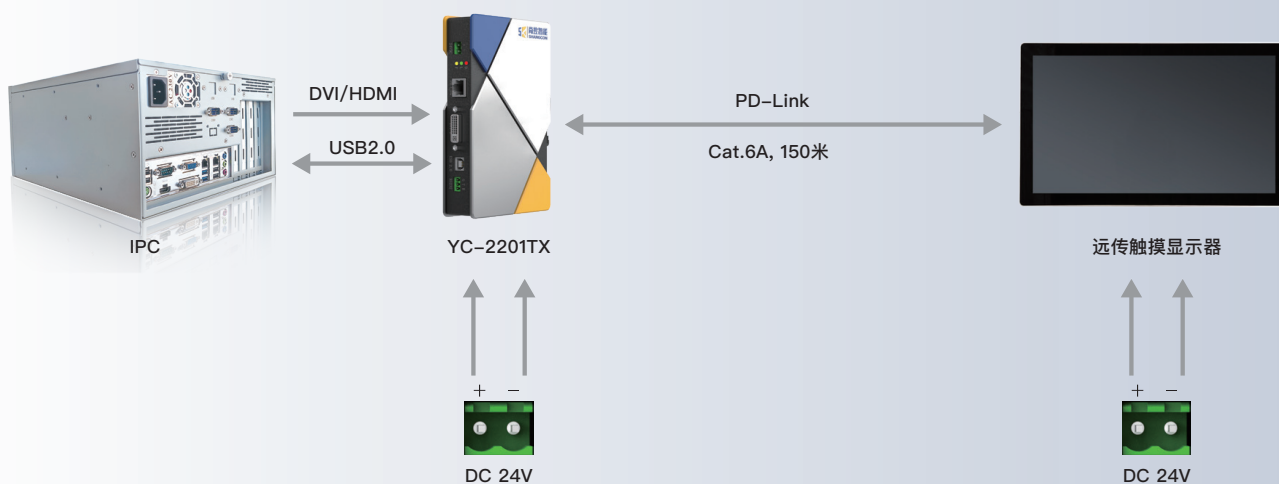 DVI/HDMI
USB2.0
PD-Link
Cat.6A, 150米
IPC
YC-2201TX
远传触摸显示器
+ −
+ −
DC 24V
DC 24V